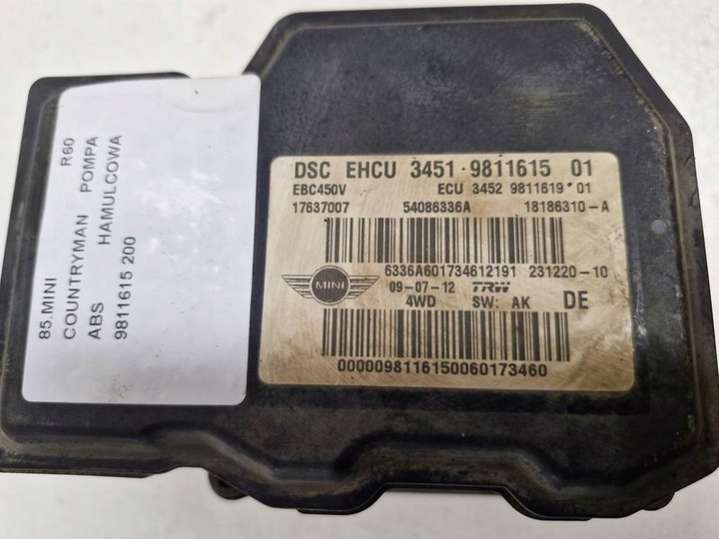 85.MINI R60
COUNTRYMAN POMPA
ABS HAMULCOWA
9811615 200
DSC EHCU 3451 · 9811615 01
EBC450V ECU 3452 9811619* 01
17637007 54086336A 18186310-A
6336A601734612191 231220-10
MINI
09-07-12 TRW
4WD SW: AK DE
0000098116150060173460